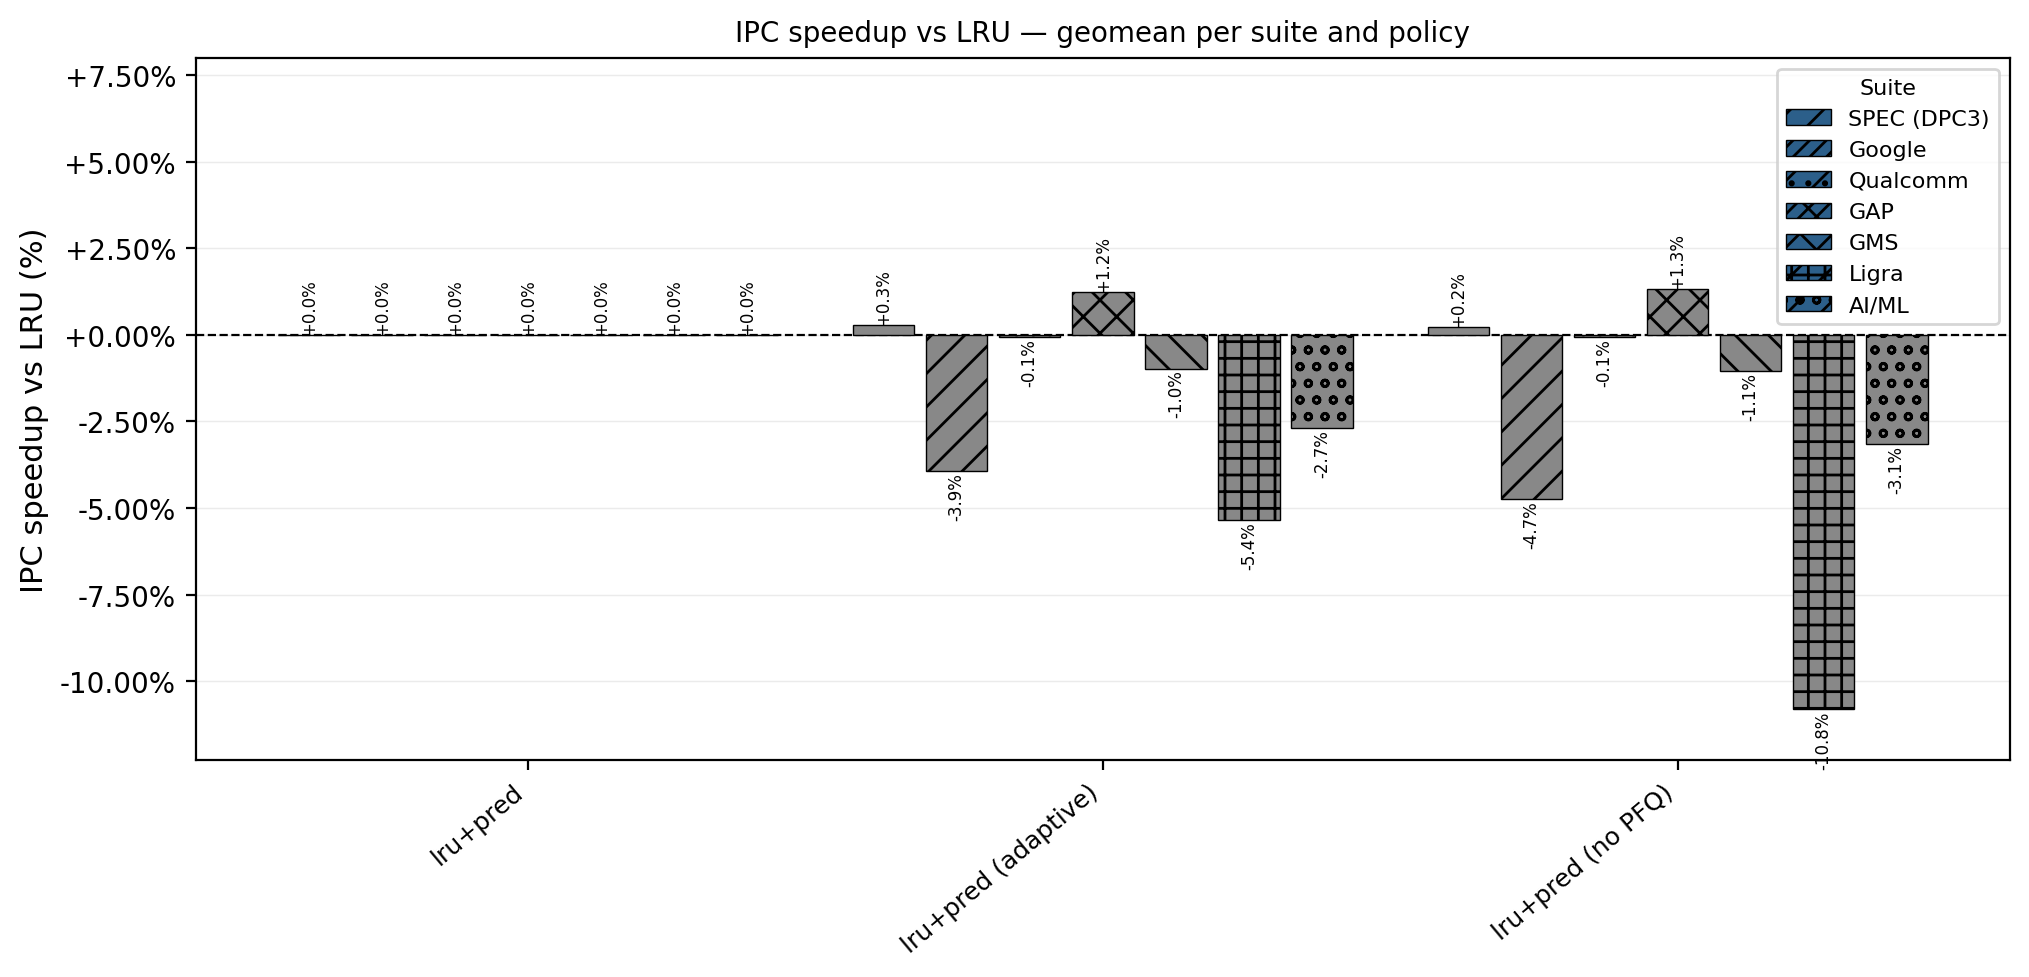 IPC speedup vs LRU — geomean per suite and policy
IPC speedup vs LRU (%)
+7.50%
+5.00%
+2.50%
+0.00%
-2.50%
-5.00%
-7.50%
-10.00%
Suite
SPEC (DPC3)
Google
Qualcomm
GAP
GMS
Ligra
AI/ML
+0.0%
+0.0%
+0.0%
+0.0%
+0.0%
+0.0%
+0.0%
+0.3%
-3.9%
-0.1%
+1.2%
-1.0%
-5.4%
-2.7%
+0.2%
-4.7%
-0.1%
+1.3%
-1.1%
-10.8%
-3.1%
lru+pred
lru+pred (adaptive)
lru+pred (no PFQ)